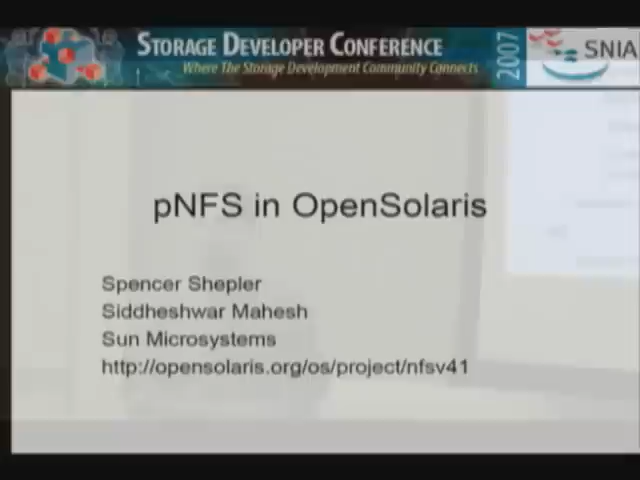 STORAGE DEVELOPER CONFERENCE
Where The Storage Development Community Connects
2007
SNIA
pNFS in OpenSolaris
Spencer Shepler
Siddheshwar Mahesh
Sun Microsystems
http://opensolaris.org/os/project/nfsv41